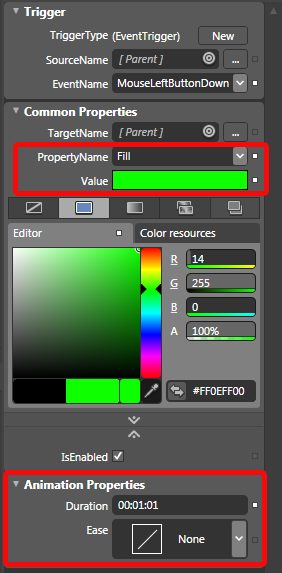 Trigger
TriggerType (EventTrigger) New
SourceName [ Parent ] ...
EventName MouseLeftButtonDown
Common Properties
TargetName [ Parent ] ...
PropertyName Fill
Value
Editor Color resources
R 14
G 255
B 0
A 100%
#FF0EFF00
IsEnabled
Animation Properties
Duration 00:01:01
Ease None